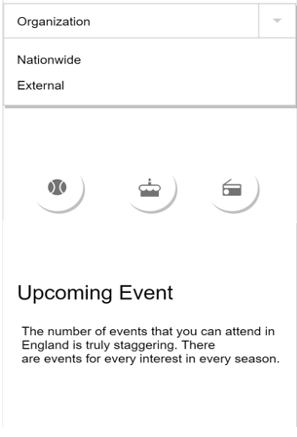 Organization
Nationwide
External
Upcoming Event
The number of events that you can attend in
England is truly staggering. There
are events for every interest in every season.